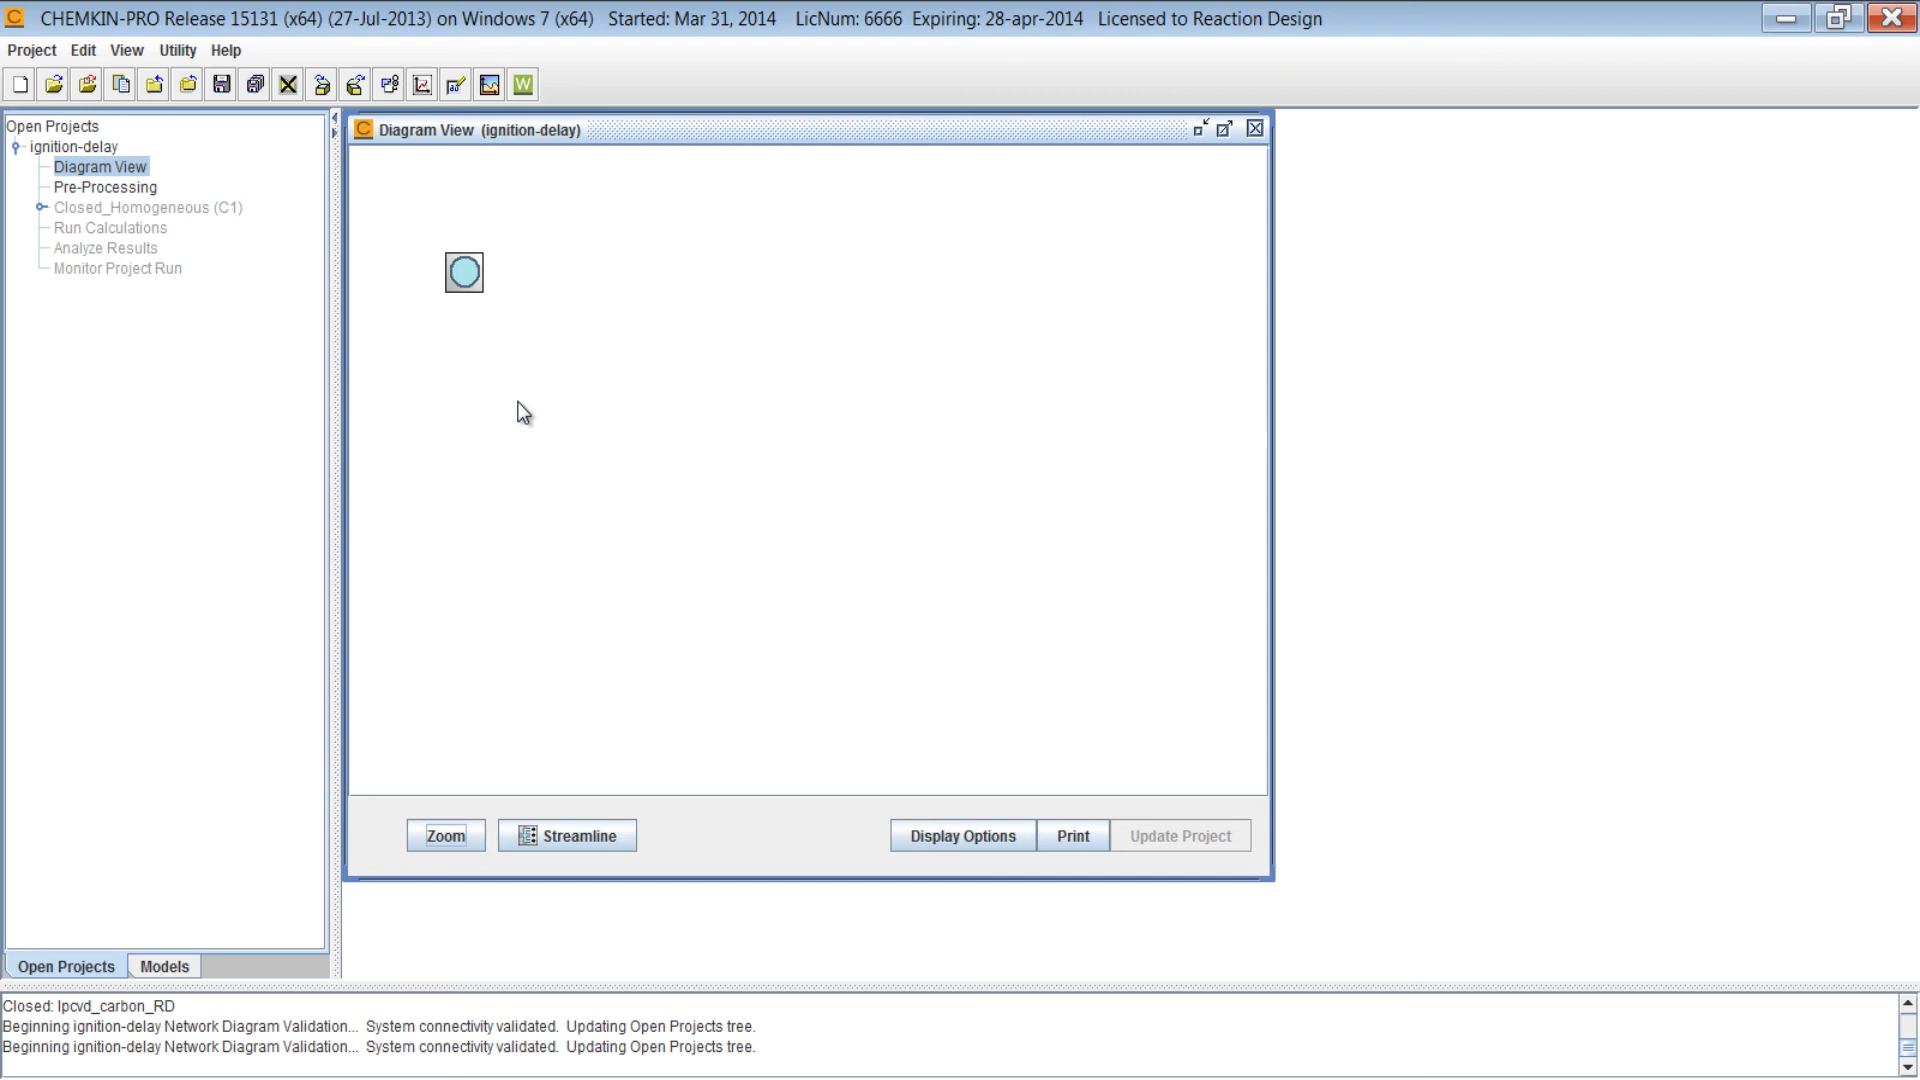 CHEMKIN-PRO Release 15131 (x64) (27-Jul-2013) on Windows 7 (x64) Started: Mar 31, 2014 LicNum: 6666 Expiring: 28-apr-2014 Licensed to Reaction Design
Project Edit View Utility Help
W
Open Projects
ignition-delay
Diagram View
Pre-Processing
Closed_Homogeneous (C1)
Run Calculations
Analyze Results
Monitor Project Run
C Diagram View (ignition-delay)
Zoom Streamline Display Options Print Update Project
Open Projects Models
Closed: lpcvd_carbon_RD
Beginning ignition-delay Network Diagram Validation... System connectivity validated. Updating Open Projects tree.
Beginning ignition-delay Network Diagram Validation... System connectivity validated. Updating Open Projects tree.